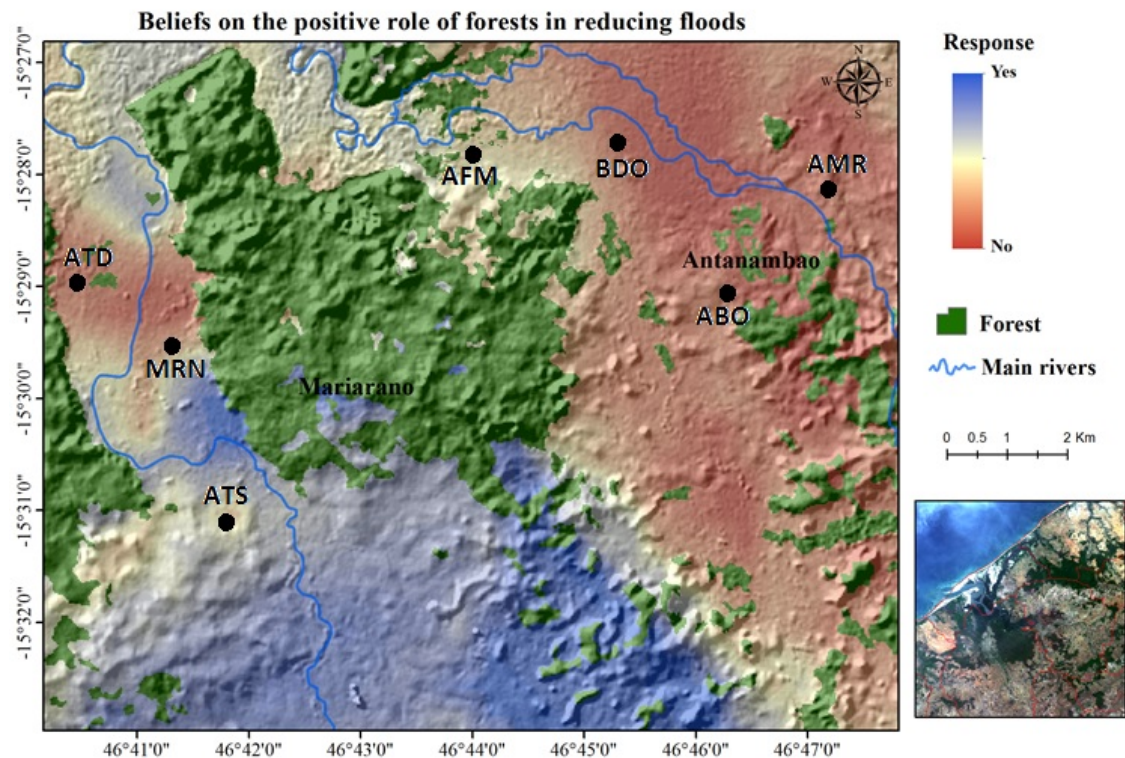 Beliefs on the positive role of forests in reducing floods
-15°27'0"
-15°28'0"
-15°29'0"
-15°30'0"
-15°31'0"
-15°32'0"
N
W E
S
AFM
BDO
AMR
ATD
Antanambao
ABO
MRN
Mariarano
ATS
46°41'0" 46°42'0" 46°43'0" 46°44'0" 46°45'0" 46°46'0" 46°47'0"
Response
Yes
No
Forest
Main rivers
0 0.5 1 2 Km